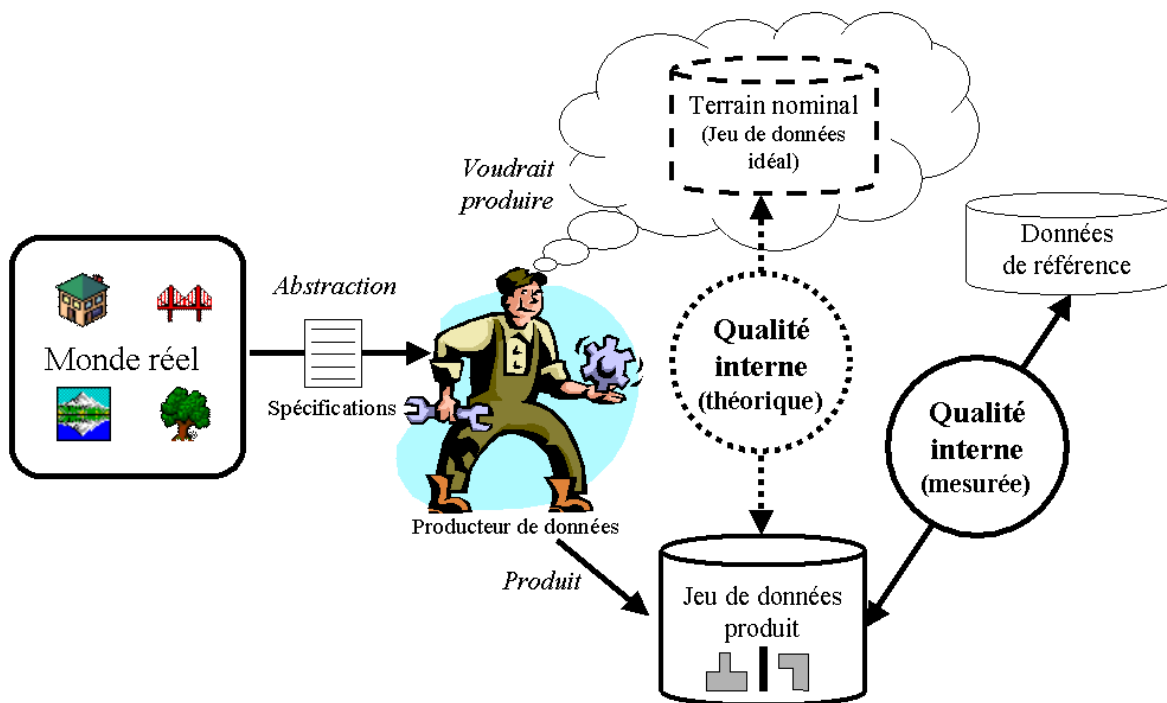 Terrain nominal
(Jeu de données
idéal)
Voudrait
produire
Données
de référence
Abstraction
Monde réel
Spécifications
Qualité
interne
(théorique)
Qualité
interne
(mesurée)
Producteur de données
Produit
Jeu de données
produit